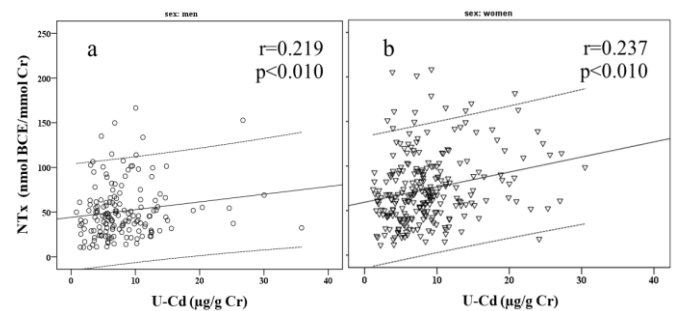 sex: men
a
r=0.219
p<0.010
NTx (nmol BCE/mmol Cr)
250
200
150
100
50
0
0
10
20
30
40
U-Cd (μg/g Cr)
sex: women
b
r=0.237
p<0.010
0
10
20
30
40
U-Cd (μg/g Cr)